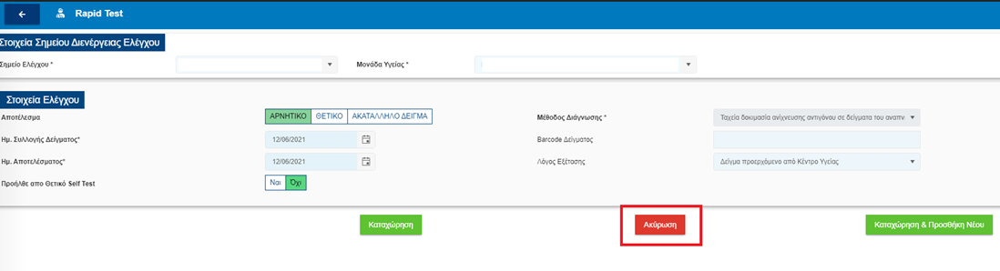 Rapid Test
Στοιχεία Σημείου Διενέργειας Ελέγχου
Σημείο Ελέγχου *
Μονάδα Υγείας *
Στοιχεία Ελέγχου
Αποτέλεσμα
ΑΡΝΗΤΙΚΟ ΘΕΤΙΚΟ ΑΚΑΤΑΛΛΗΛΟ ΔΕΙΓΜΑ
Μέθοδος Διάγνωσης *
Ταχεία δοκιμασία ανίχνευσης αντιγόνου σε δείγματα του αναπν
Ημ. Συλλογής Δείγματος*
12/06/2021
Barcode Δείγματος
Ημ. Αποτελέσματος*
12/06/2021
Λόγος Εξέτασης
Δείγμα προερχόμενο από Κέντρο Υγείας
Προήλθε απο Θετικό Self Test
Ναι Όχι
Καταχώρηση
Ακύρωση
Καταχώρηση & Προσθήκη Νέου